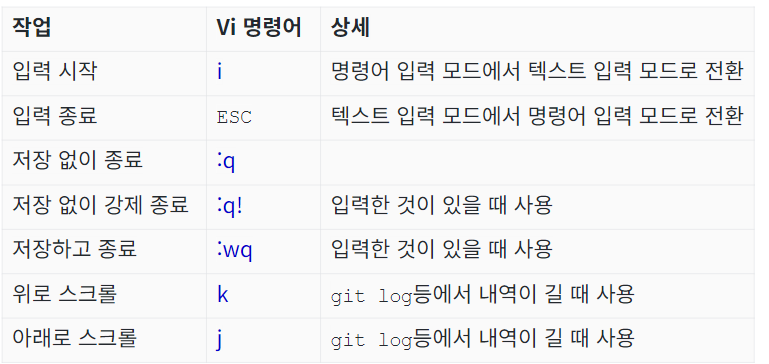 작업 Vi 명령어 상세
입력 시작 i 명령어 입력 모드에서 텍스트 입력 모드로 전환
입력 종료 ESC 텍스트 입력 모드에서 명령어 입력 모드로 전환
저장 없이 종료 :q
저장 없이 강제 종료 :q! 입력한 것이 있을 때 사용
저장하고 종료 :wq 입력한 것이 있을 때 사용
위로 스크롤 k git log등에서 내역이 길 때 사용
아래로 스크롤 j git log등에서 내역이 길 때 사용